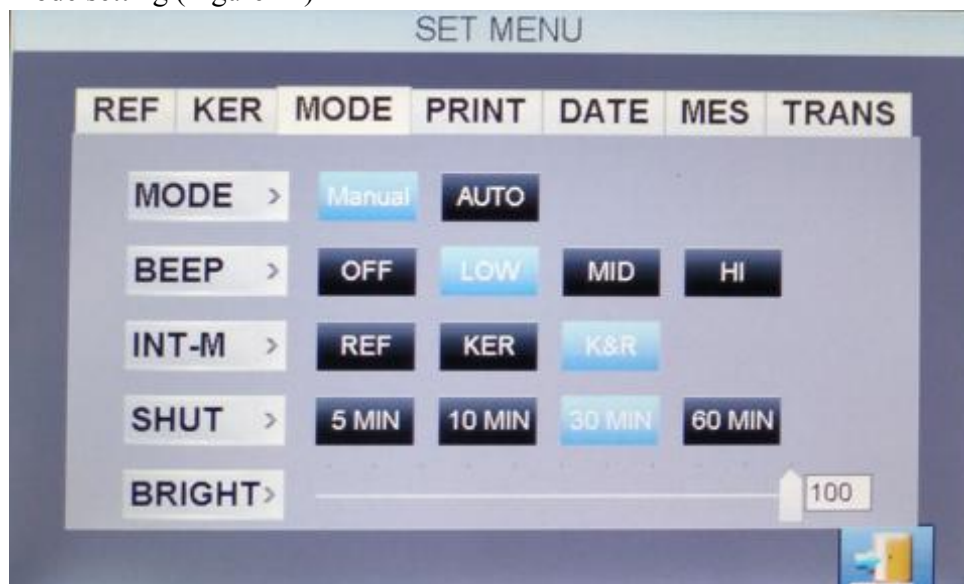 SET MENU
REF KER MODE PRINT DATE MES TRANS
MODE > Manual AUTO
BEEP > OFF LOW MID HI
INT-M > REF KER K&R
SHUT > 5 MIN 10 MIN 30 MIN 60 MIN
BRIGHT> 100